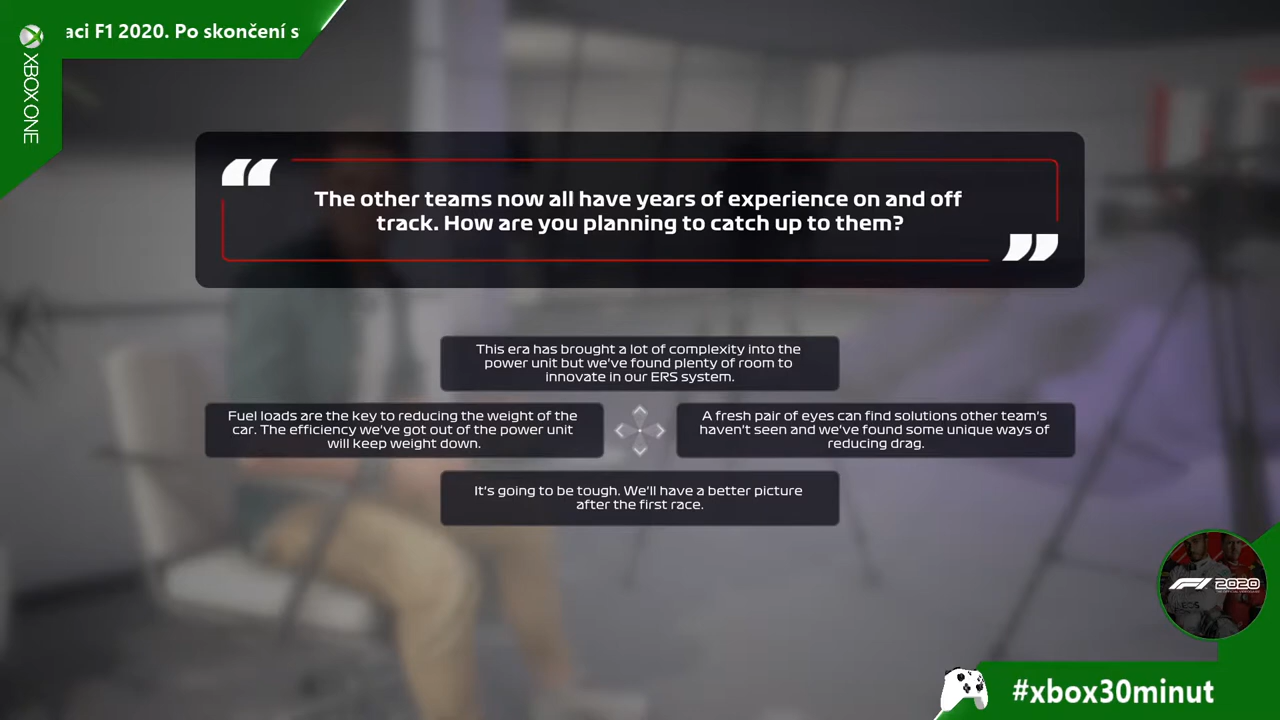 aci F1 2020. Po skončení s
XBOX ONE
The other teams now all have years of experience on and off
track. How are you planning to catch up to them?
This era has brought a lot of complexity into the
power unit but we've found plenty of room to
innovate in our ERS system.
Fuel loads are the key to reducing the weight of the
car. The efficiency we've got out of the power unit
will keep weight down.
A fresh pair of eyes can find solutions other team's
haven't seen and we've found some unique ways of
reducing drag.
It's going to be tough. We'll have a better picture
after the first race.
F1 2020
#xbox30minut